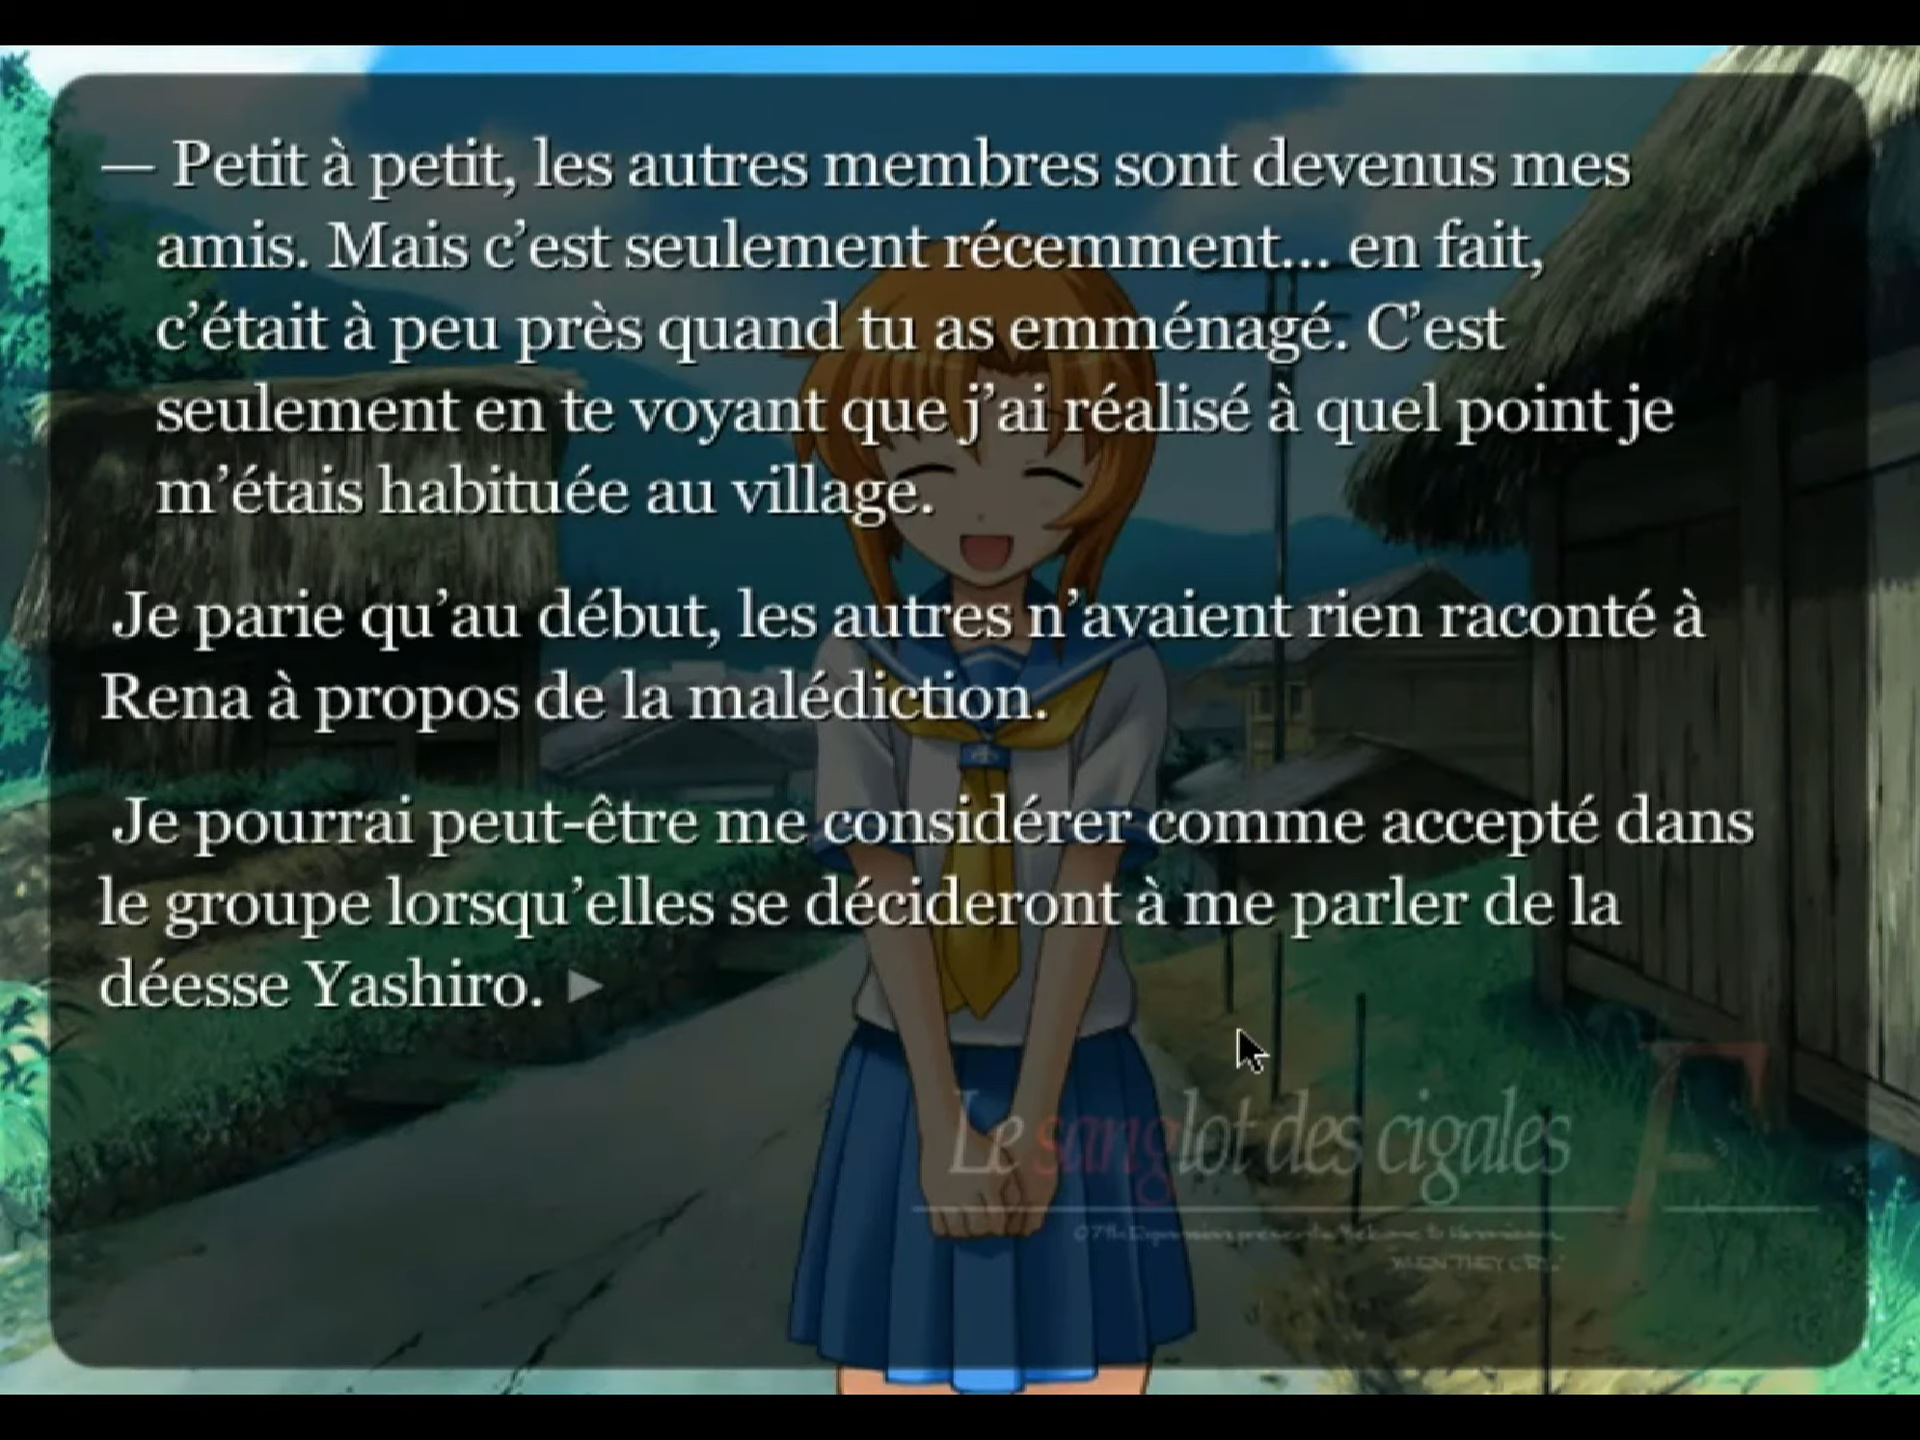 — Petit à petit, les autres membres sont devenus mes
amis. Mais c’est seulement récemment... en fait,
c’était à peu près quand tu as emménagé. C’est
seulement en te voyant que j’ai réalisé à quel point je
m’étais habituée au village.
Je parie qu’au début, les autres n’avaient rien raconté à
Rena à propos de la malédiction.
Je pourrai peut-être me considérer comme accepté dans
le groupe lorsqu’elles se décideront à me parler de la
déesse Yashiro.
Le sanglot des cigales
WHEN THEY CRY